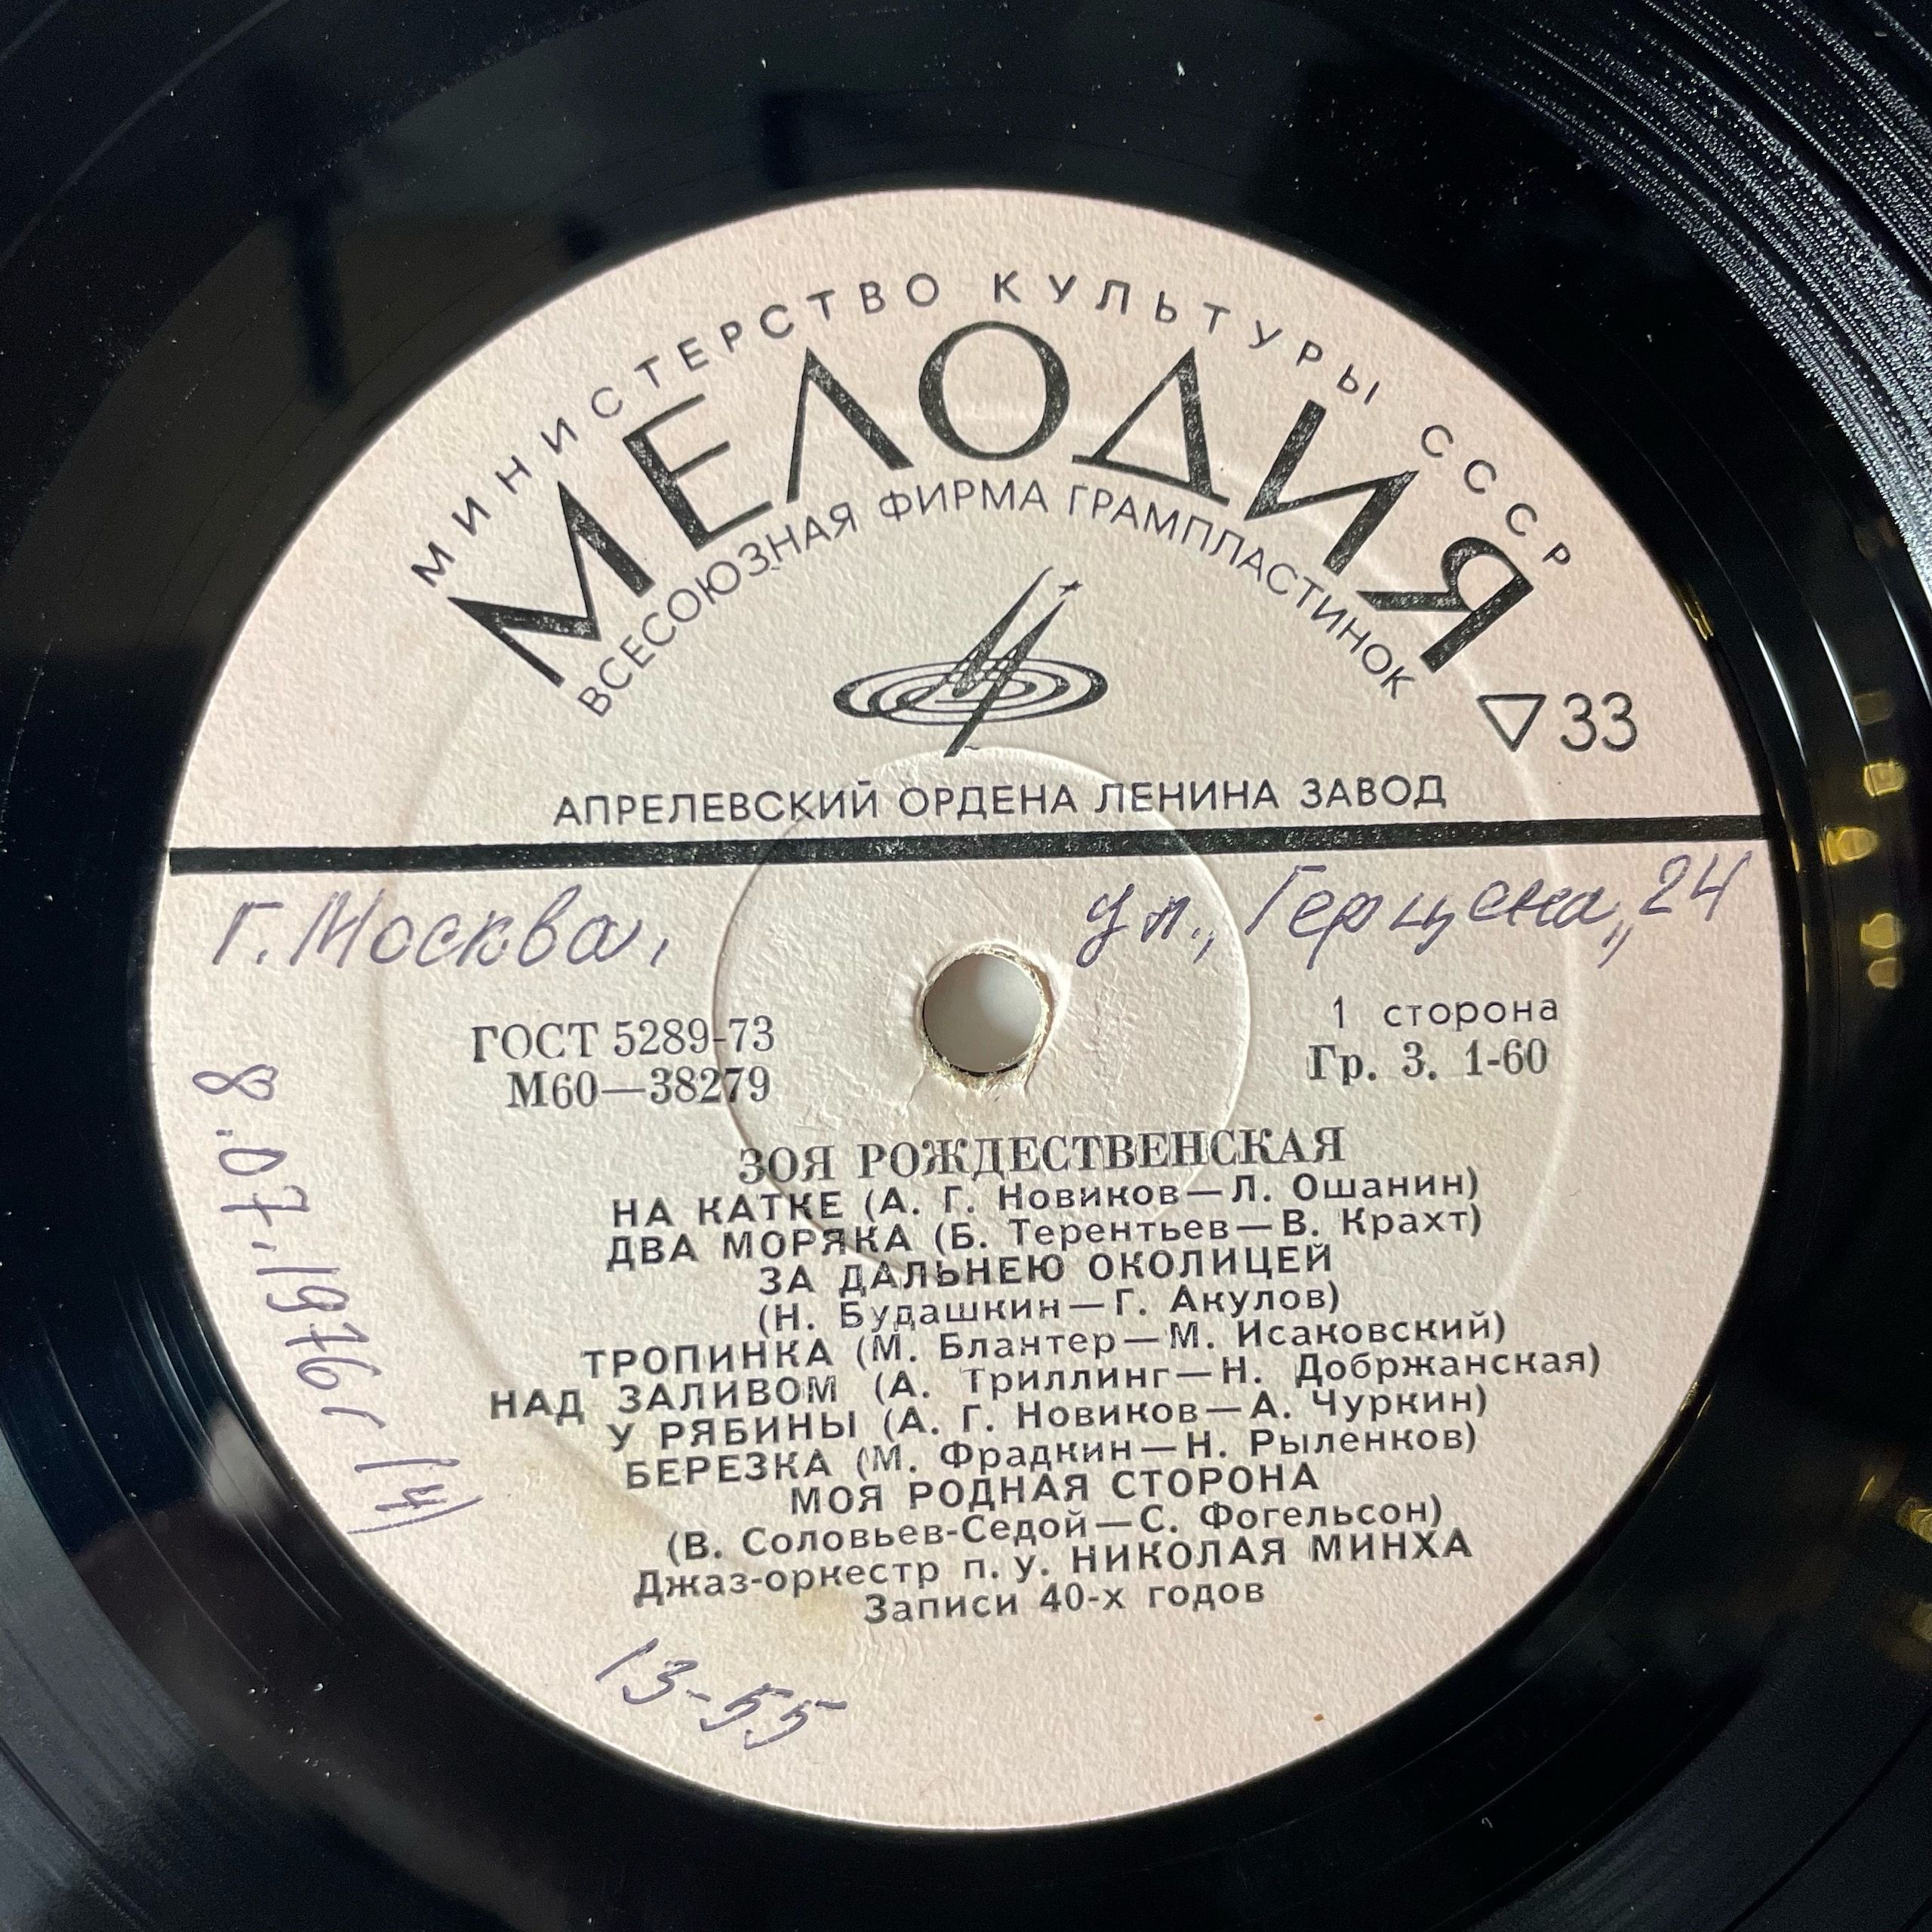 МИНИСТЕРСТВО КУЛЬТУРЫ СССР
МЕЛОДИЯ
ВСЕСОЮЗНАЯ ФИРМА ГРАМПЛАСТИНОК
33
АПРЕЛЕВСКИЙ ОРДЕНА ЛЕНИНА ЗАВОД
г. Москва, ул. „Герцена„ 24
ГОСТ 5289-73
М60—38279
1 сторона
Гр. 3. 1-60
8.07.1976г
ЗОЯ РОЖДЕСТВЕНСКАЯ
НА КАТКЕ (А. Г. Новиков—Л. Ошанин)
ДВА МОРЯКА (Б. Терентьев—В. Крахт)
ЗА ДАЛЬНЕЮ ОКОЛИЦЕЙ
(Н. Будашкин—Г. Акулов)
ТРОПИНКА (М. Блантер—М. Исаковский)
НАД ЗАЛИВОМ (А. Триллинг—Н. Добржанская)
У РЯБИНЫ (А. Г. Новиков—А. Чуркин)
БЕРЕЗКА (М. Фрадкин—Н. Рыленков)
МОЯ РОДНАЯ СТОРОНА
(В. Соловьев-Седой—С. Фогельсон)
Джаз-оркестр п. у. НИКОЛАЯ МИНХА
Записи 40-х годов
13-55